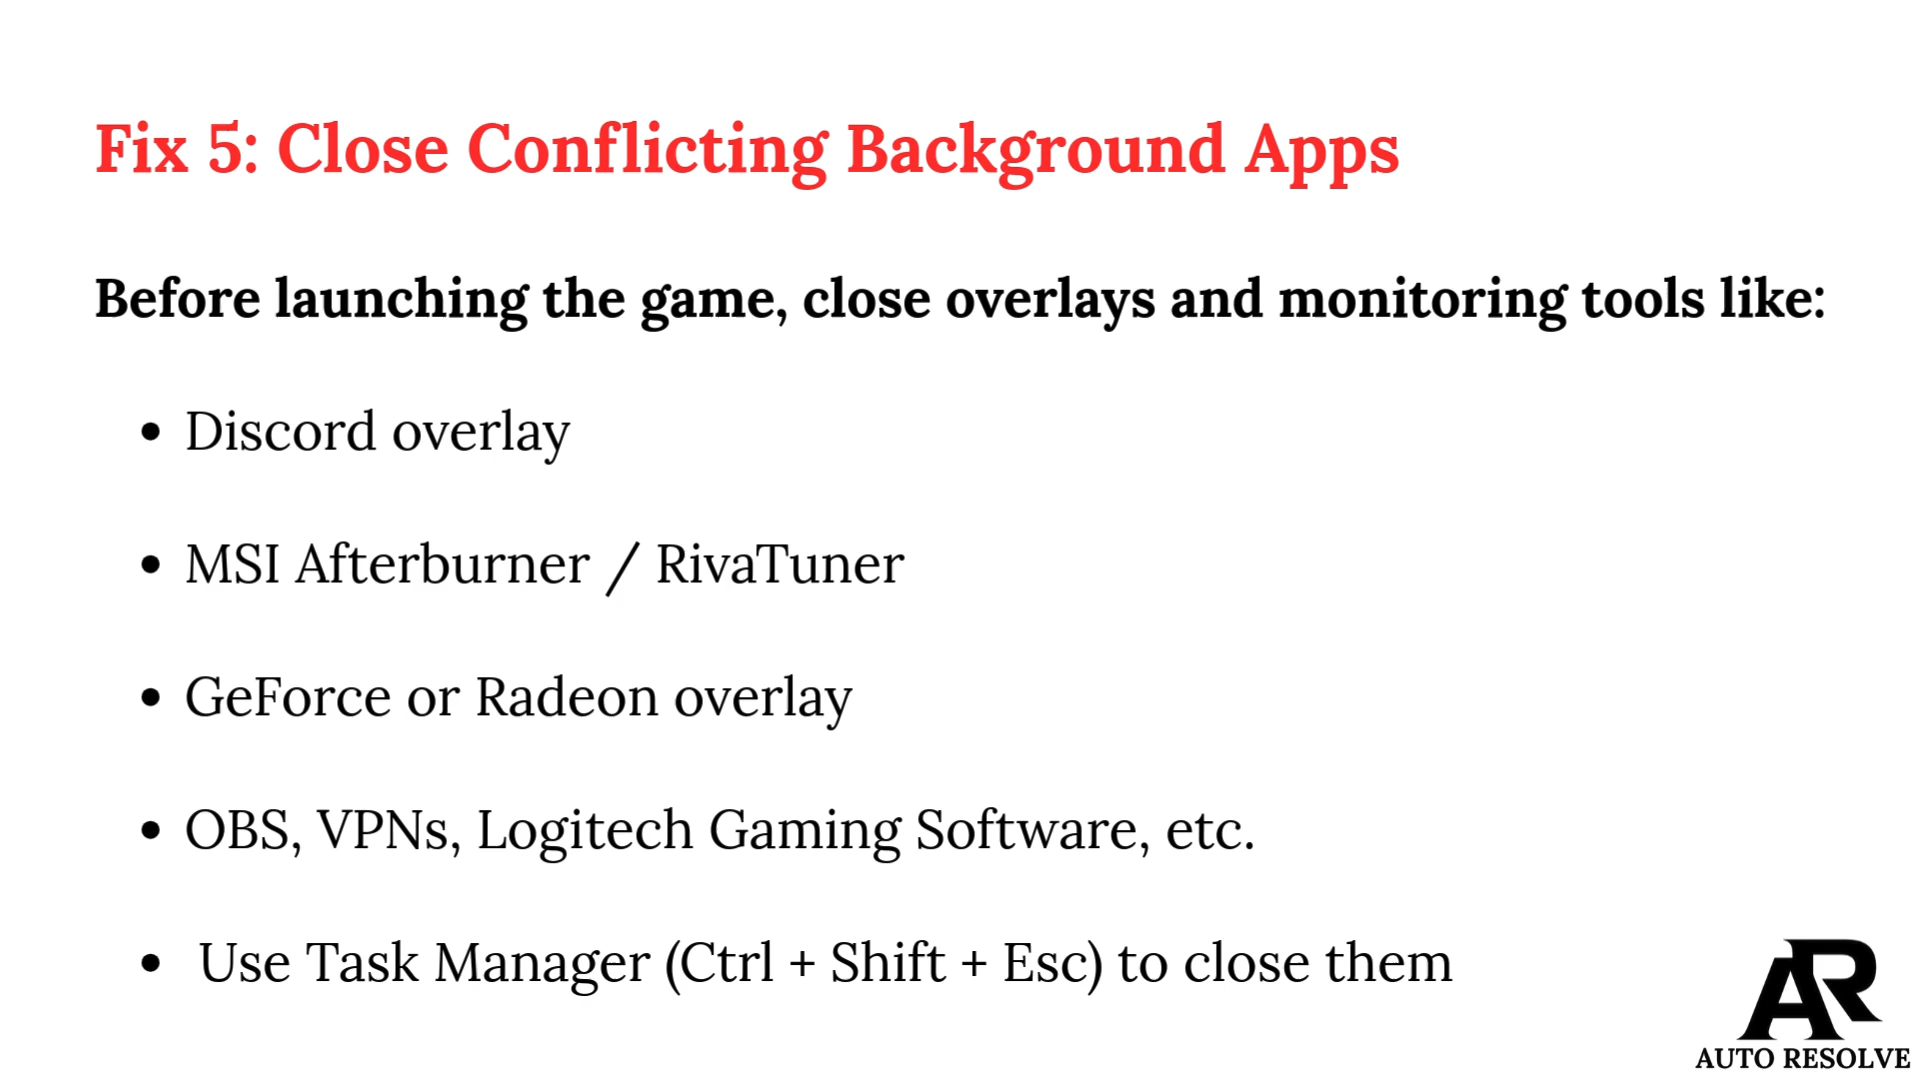 Fix 5: Close Conflicting Background Apps
Before launching the game, close overlays and monitoring tools like:
• Discord overlay
• MSI Afterburner / RivaTuner
• GeForce or Radeon overlay
• OBS, VPNs, Logitech Gaming Software, etc.
• Use Task Manager (Ctrl + Shift + Esc) to close them
AR
AUTO RESOLVE